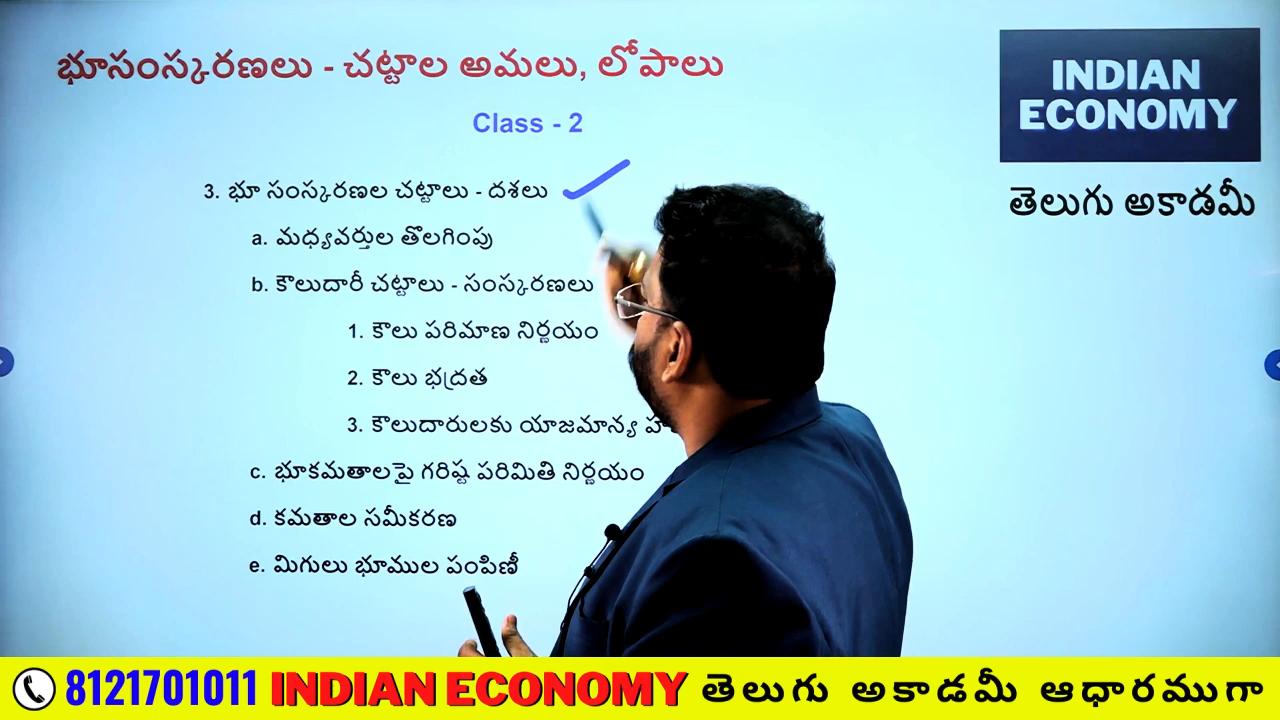 భూసంస్కరణలు - చట్టాల అమలు, లోపాలు
Class - 2
INDIAN
ECONOMY
తెలుగు అకాడమీ
3. భూ సంస్కరణల చట్టాలు - దశలు
a. మధ్యవర్తుల తొలగింపు
b. కౌలుదారీ చట్టాలు - సంస్కరణలు
1. కౌలు పరిమాణ నిర్ణయం
2. కౌలు భద్రత
3. కౌలుదారులకు యాజమాన్య
c. భూకమతాలపై గరిష్ట పరిమితి నిర్ణయం
d. కమతాల సమీకరణ
e. మిగులు భూముల పంపిణీ
8121701011 INDIAN ECONOMY తెలుగు అకాడమీ ఆధారముగా